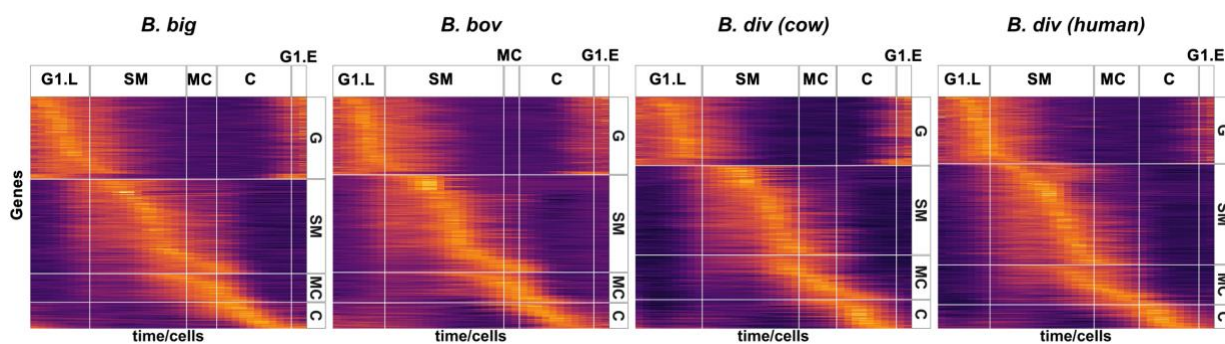 B. big
B. bov
B. div (cow)
B. div (human)
G1.E
MC
G1.E
G1.E
G1.E
G1.L SM MC C
G1.L SM C
G1.L SM MC C
G1.L SM MC C
Genes
G
SM
MC
C
G
SM
MC
C
G
SM
MC
C
G
SM
MC
C
time/cells
time/cells
time/cells
time/cells